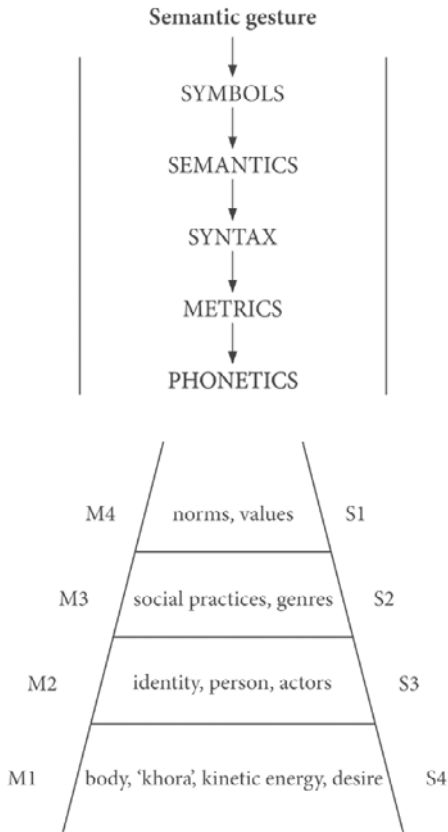 Semantic gesture
SYMBOLS
SEMANTICS
SYNTAX
METRICS
PHONETICS
M4 norms, values S1
M3 social practices, genres S2
M2 identity, person, actors S3
M1 body, ‘khora’, kinetic energy, desire S4